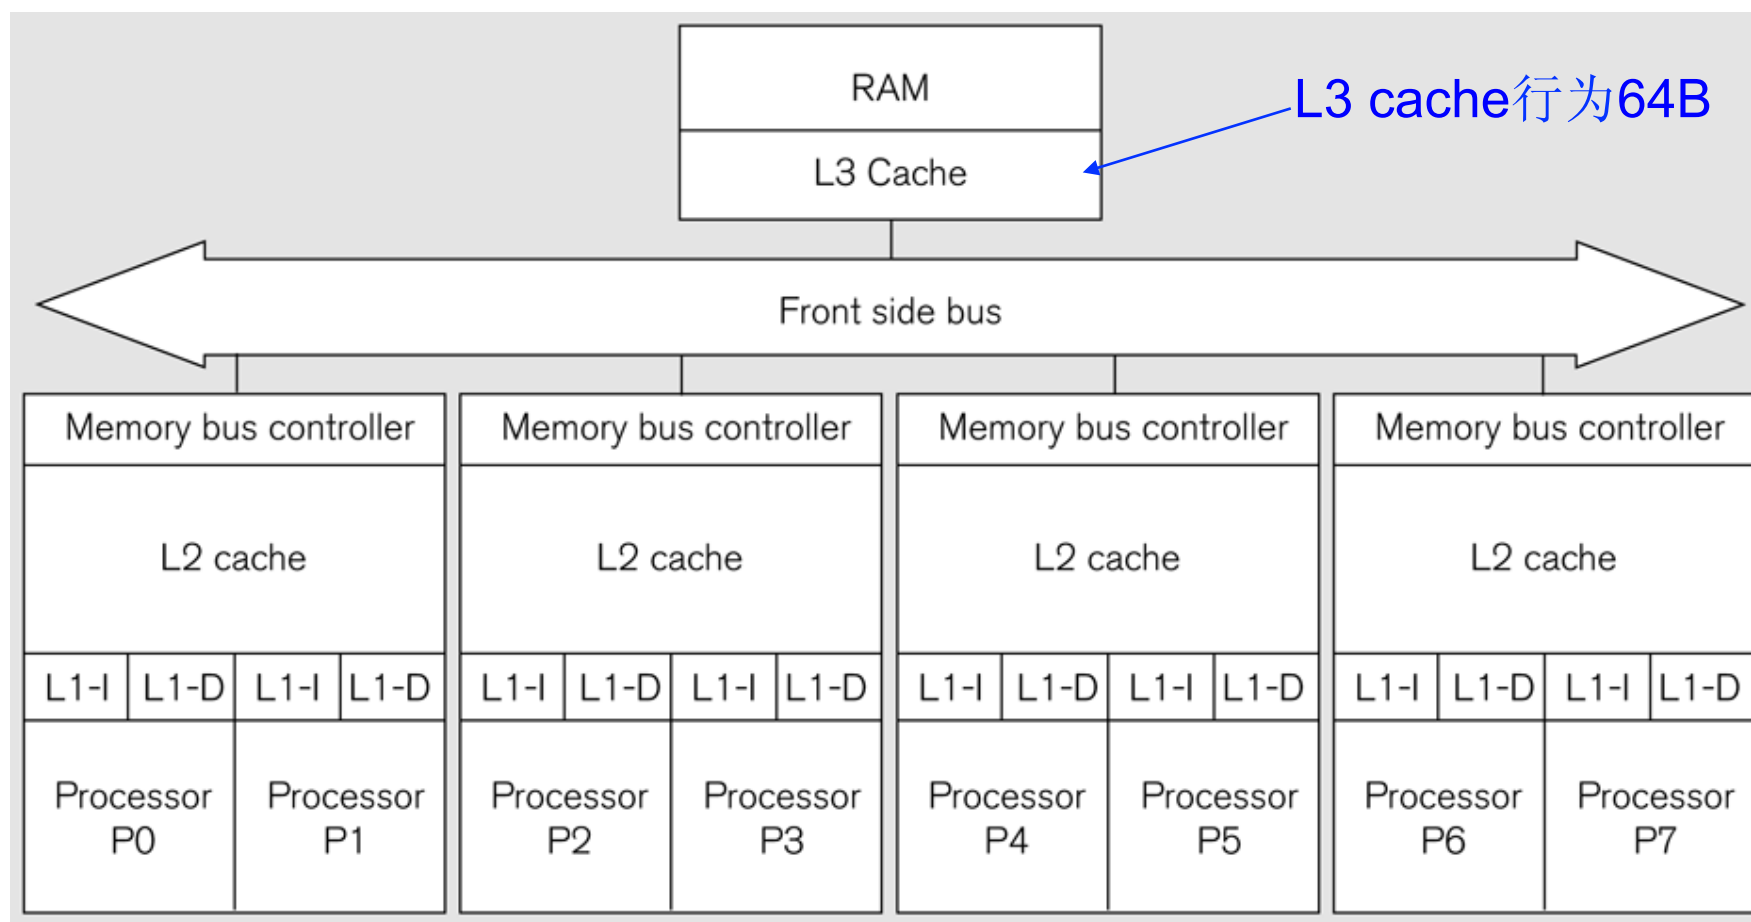 RAM
L3 cache行为64B
L3 Cache
Front side bus
Memory bus controller Memory bus controller Memory bus controller Memory bus controller
L2 cache L2 cache L2 cache L2 cache
L1-I L1-D L1-I L1-D L1-I L1-D L1-I L1-D L1-I L1-D L1-I L1-D L1-I L1-D L1-I L1-D
Processor Processor Processor Processor Processor Processor Processor Processor
P0 P1 P2 P3 P4 P5 P6 P7